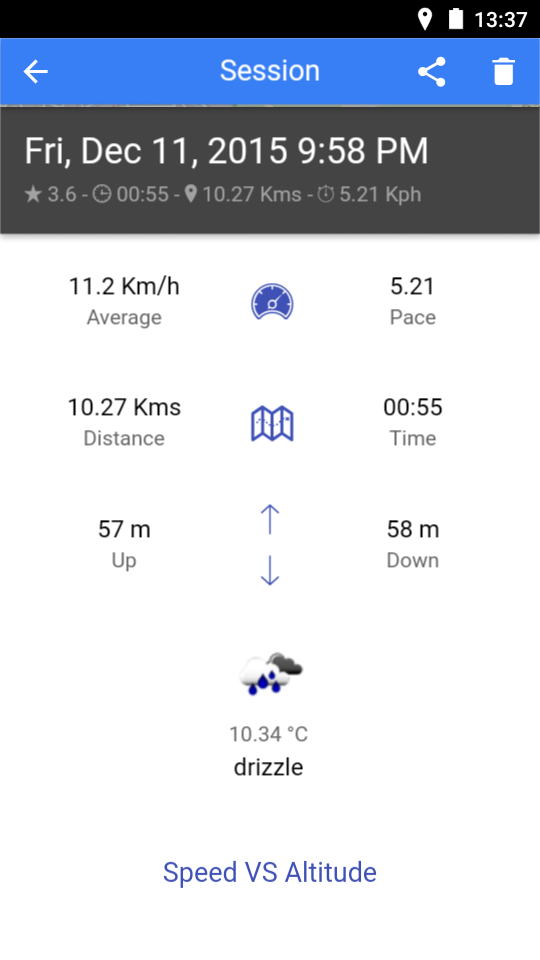 13:37
Session
Fri, Dec 11, 2015 9:58 PM
3.6 - 00:55 - 10.27 Kms - 5.21 Kph
11.2 Km/h 5.21
Average Pace
10.27 Kms 00:55
Distance Time
57 m 58 m
Up Down
10.34 °C
drizzle
Speed VS Altitude